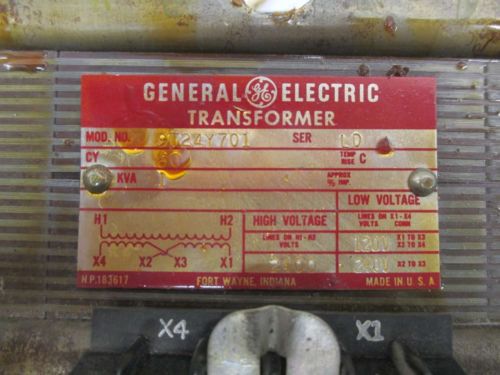 GENERAL GE ELECTRIC
TRANSFORMER
MOD. NO. 9T24Y701 SER LD
CY 60 TEMP RISE C
KVA 1 APPROX % IMP.
LOW VOLTAGE
H1 H2 HIGH VOLTAGE LINES ON X1-X4 VOLTS CONN
LINES ON H1-H2 VOLTS 120V X1 TO X3 X2 TO X4
X4 X2 X3 X1 X2 TO X3
N.P. 183617 FORT WAYNE, INDIANA MADE IN U.S.A
X4 X1